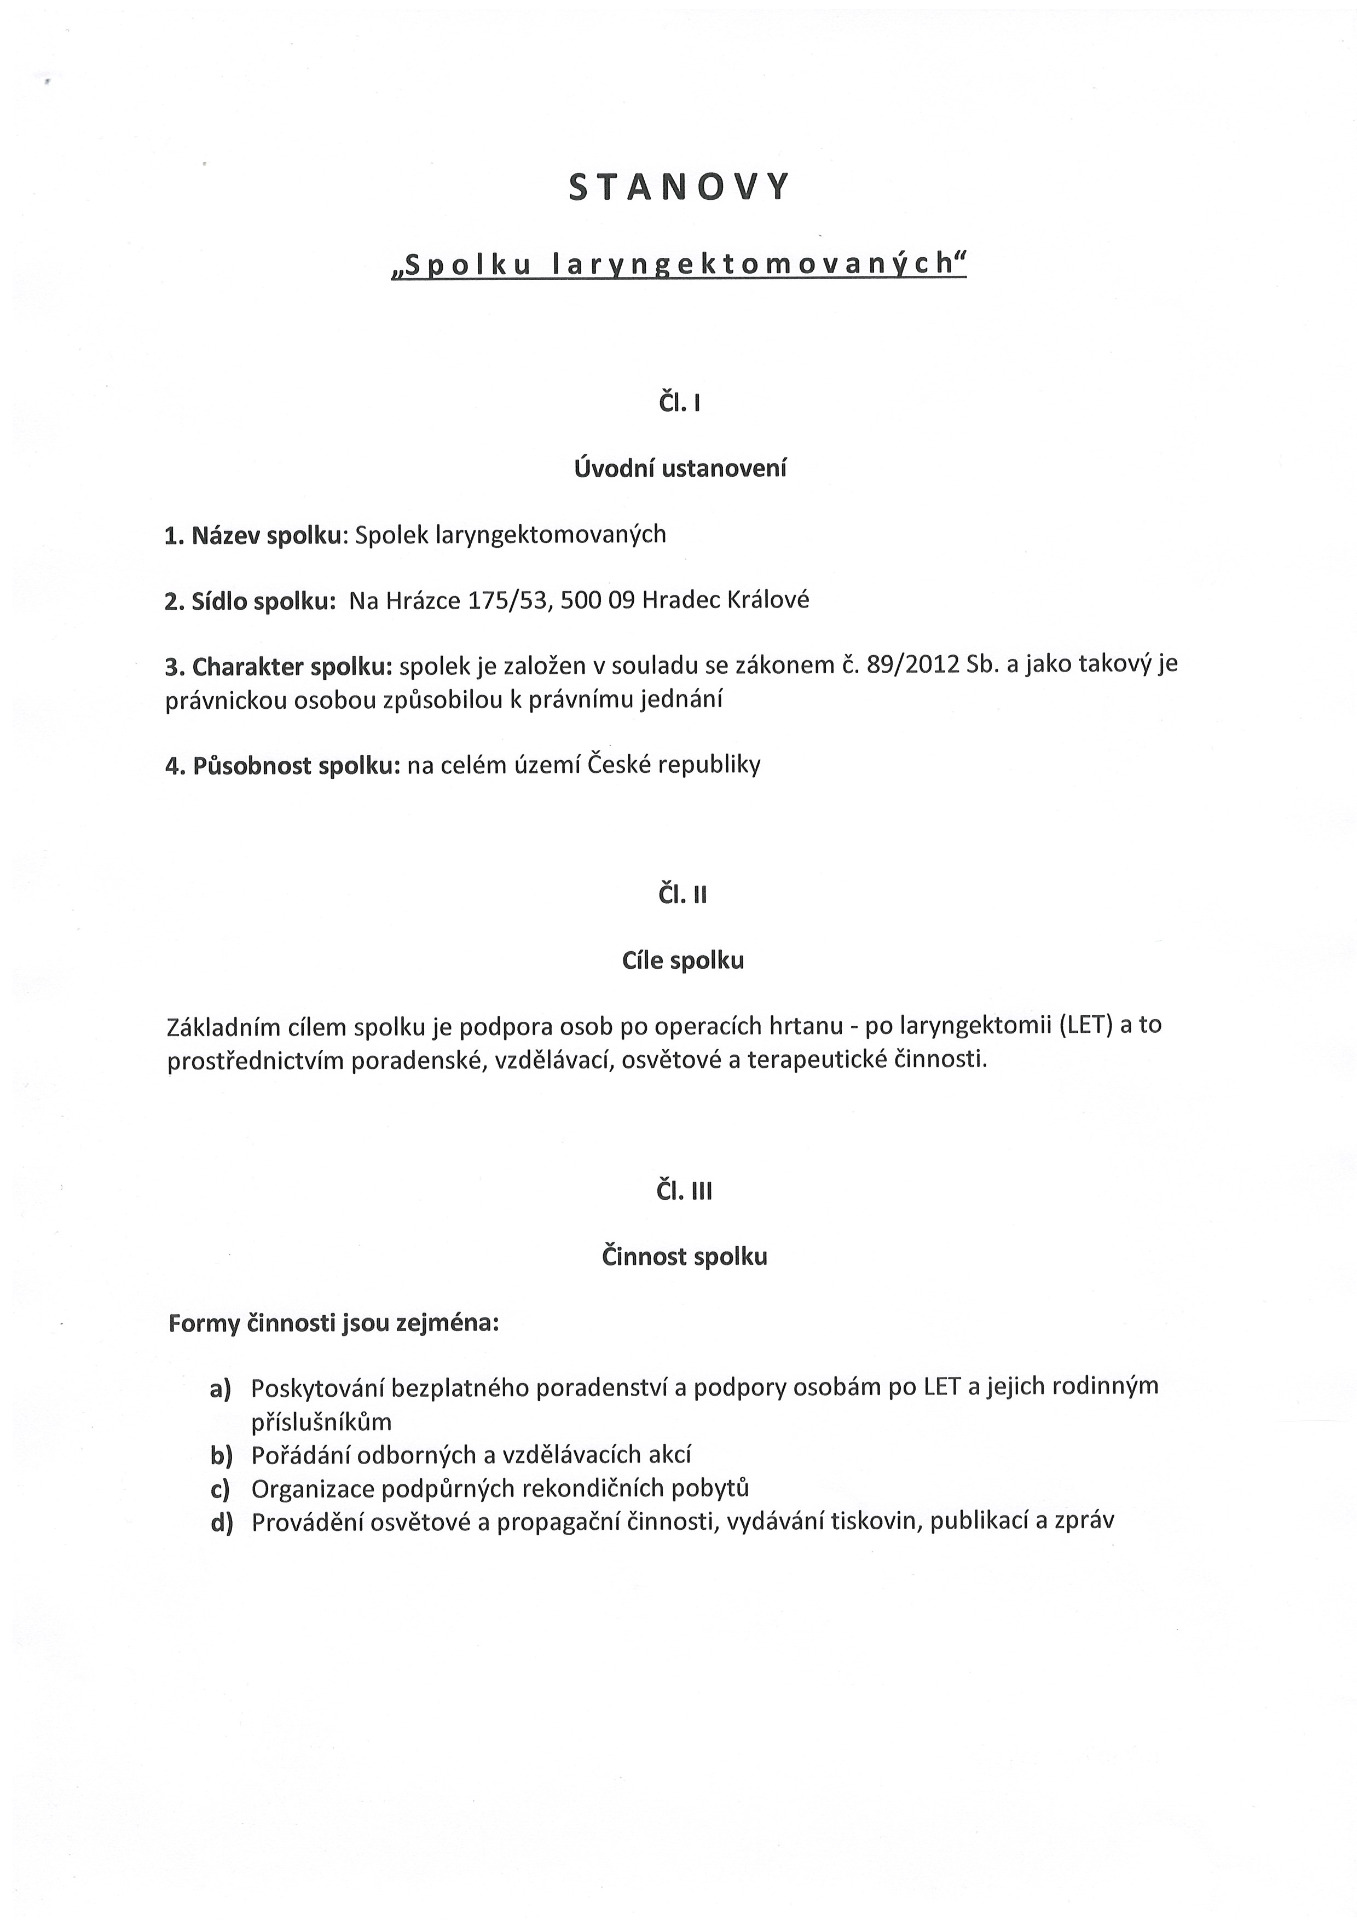 STANOVY
„Spolku laryngektomovaných“
Čl. I
Úvodní ustanovení
1. Název spolku: Spolek laryngektomovaných
2. Sídlo spolku: Na Hrázce 175/53, 500 09 Hradec Králové
3. Charakter spolku: spolek je založen v souladu se zákonem č. 89/2012 Sb. a jako takový je
právnickou osobou způsobilou k právnímu jednání
4. Působnost spolku: na celém území České republiky
Čl. II
Cíle spolku
Základním cílem spolku je podpora osob po operacích hrtanu - po laryngektomii (LET) a to
prostřednictvím poradenské, vzdělávací, osvětové a terapeutické činnosti.
Čl. III
Činnost spolku
Formy činnosti jsou zejména:
a) Poskytování bezplatného poradenství a podpory osobám po LET a jejich rodinným
příslušníkům
b) Pořádání odborných a vzdělávacích akcí
c) Organizace podpůrných rekondičních pobytů
d) Provádění osvětové a propagační činnosti, vydávání tiskovin, publikací a zpráv